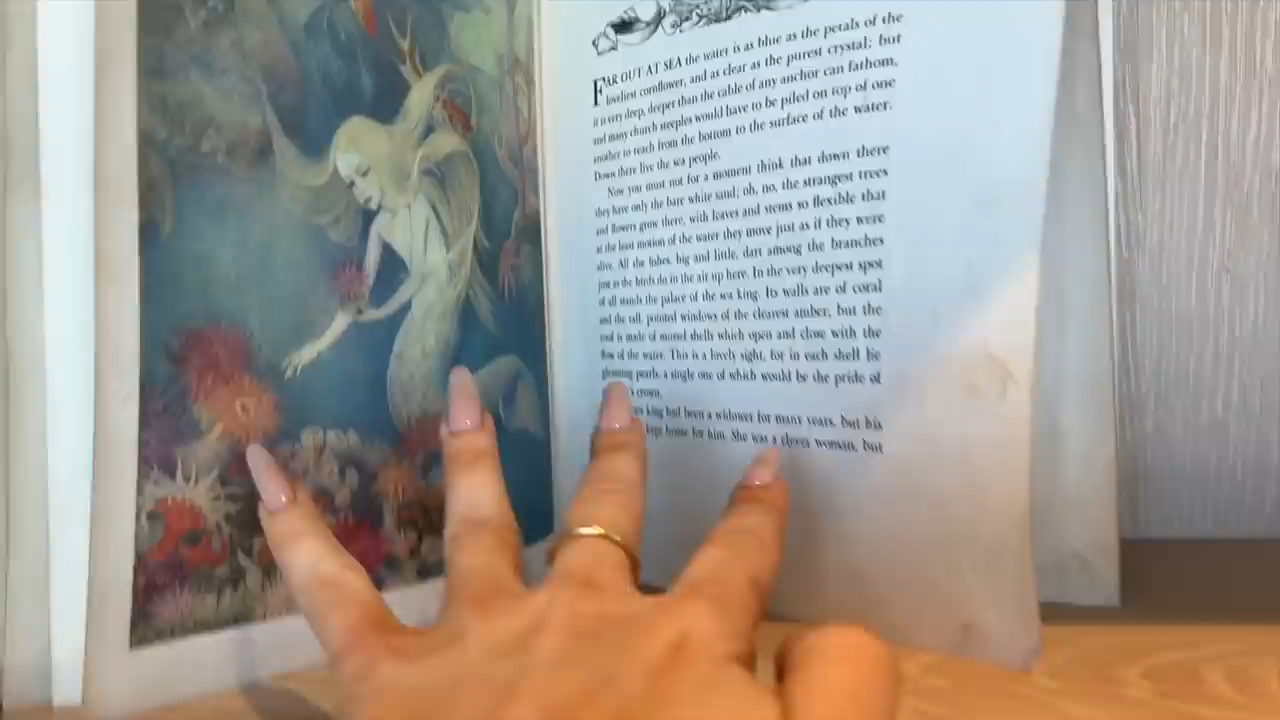 FAR OUT AT SEA the water is as blue as the petals of the
loveliest cornflower, and as clear as the purest crystal; but
it is very deep, deeper than the cable of any anchor can fathom,
and many church steeples would have to be piled on top of one
another to reach from the bottom to the surface of the water.
Down there live the sea people.
Now you must not for a moment think that down there
they have only the bare white sand; oh, no, the strangest trees
and flowers grow there, with leaves and stems so flexible that
at the least motion of the water they move just as if they were
alive. All the fishes, big and little, dart among the branches
just as the birds do in the air up here. In the very deepest spot
of all stands the palace of the sea king. Its walls are of coral
and the tall, pointed windows of the clearest amber, but the
roof is made of mussel shells which open and close with the
flow of the water. This is a lovely sight, for in each shell lie
gleaming pearls, a single one of which would be the pride of
crown.
king had been a widower for many years, but his
kept house for him. She was a clever woman, but